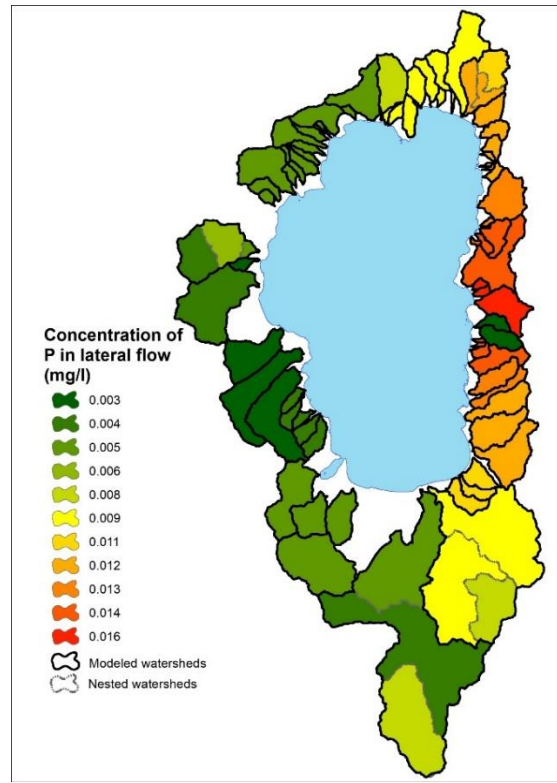 Concentration of
P in lateral flow
(mg/l)
0.003
0.004
0.005
0.006
0.008
0.009
0.011
0.012
0.013
0.014
0.016
Modeled watersheds
Nested watersheds